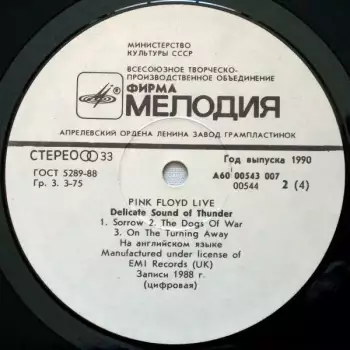 МИНИСТЕРСТВО
КУЛЬТУРЫ СССР
ВСЕСОЮЗНОЕ ТВОРЧЕСКО-
ПРОИЗВОДСТВЕННОЕ ОБЪЕДИНЕНИЕ
ФИРМА
МЕЛОДИЯ
АПРЕЛЕВСКИЙ ОРДЕНА ЛЕНИНА ЗАВОД ГРАМПЛАСТИНОК
СТЕРЕО 33
Год выпуска 1990
ГОСТ 5289-88
А60 00543 007
Гр. 3. 3-75
00544 2 (4)
PINK FLOYD LIVE
Delicate Sound of Thunder
1. Sorrow 2. The Dogs Of War
3. On The Turning Away
На английском языке
Manufactured under license of
EMI Records (UK)
Записи 1988 г.
(цифровая)